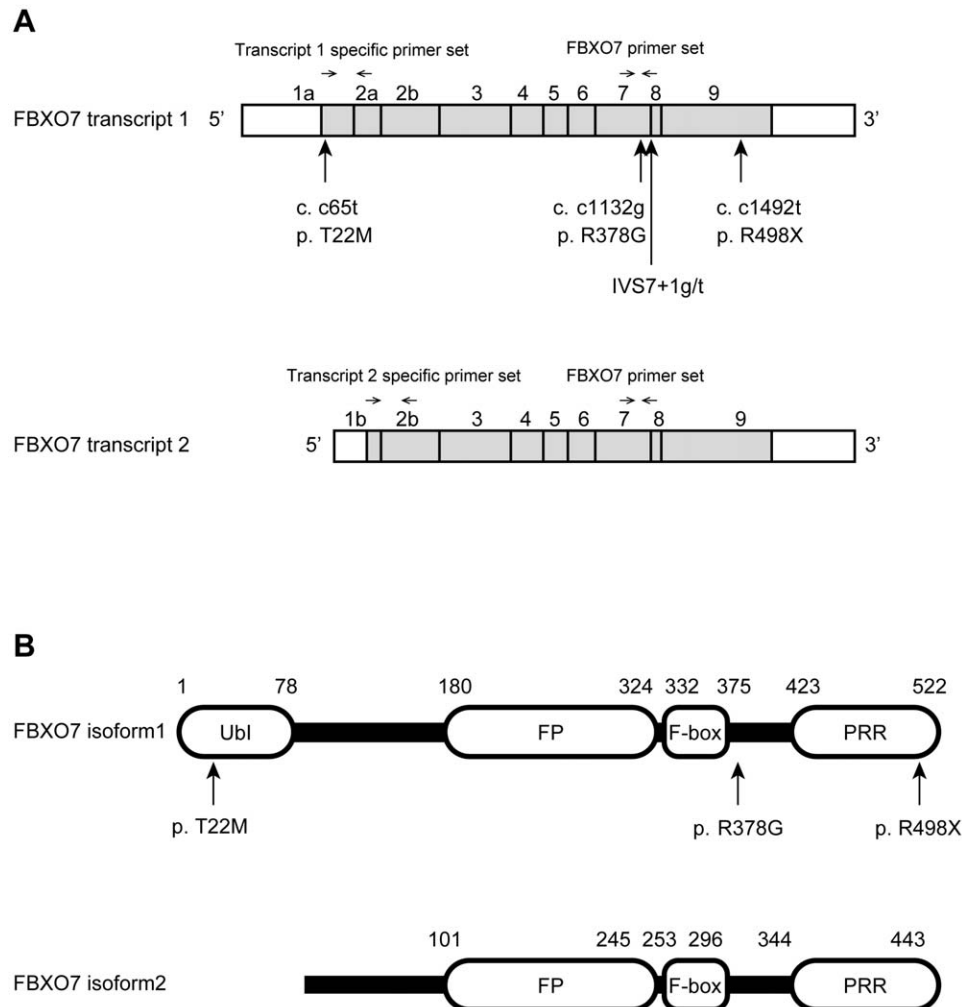 A
Transcript 1 specific primer set FBXO7 primer set
1a 2a 2b 3 4 5 6 7 8 9
FBXO7 transcript 1 5’ 3’
c. c65t c. c1132g c. c1492t
p. T22M p. R378G p. R498X
IVS7+1g/t
Transcript 2 specific primer set FBXO7 primer set
1b 2b 3 4 5 6 7 8 9
FBXO7 transcript 2 5’ 3’
B
1 78 180 324 332 375 423 522
FBXO7 isoform1 Ubl FP F-box PRR
p. T22M p. R378G p. R498X
101 245 253 296 344 443
FBXO7 isoform2 FP F-box PRR